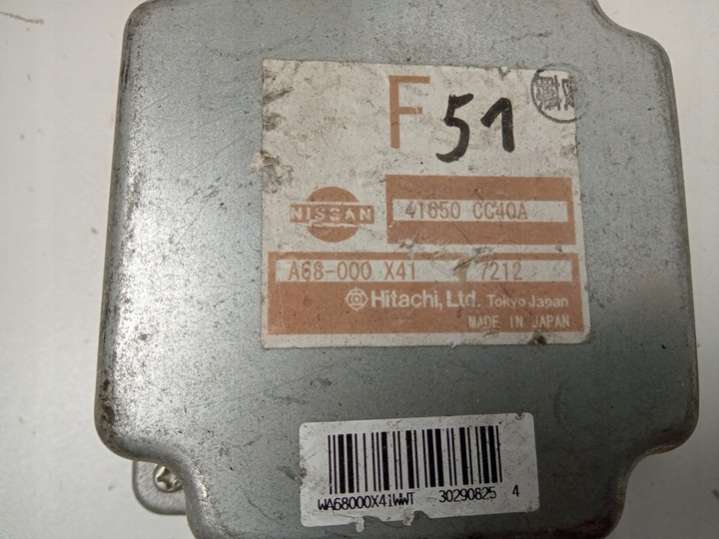 F 51
NISSAN
41650 CC40A
A68-000 X41 7212
Hitachi, Ltd. Tokyo Japan
MADE IN JAPAN
WA68000X41WWT 30290825 4